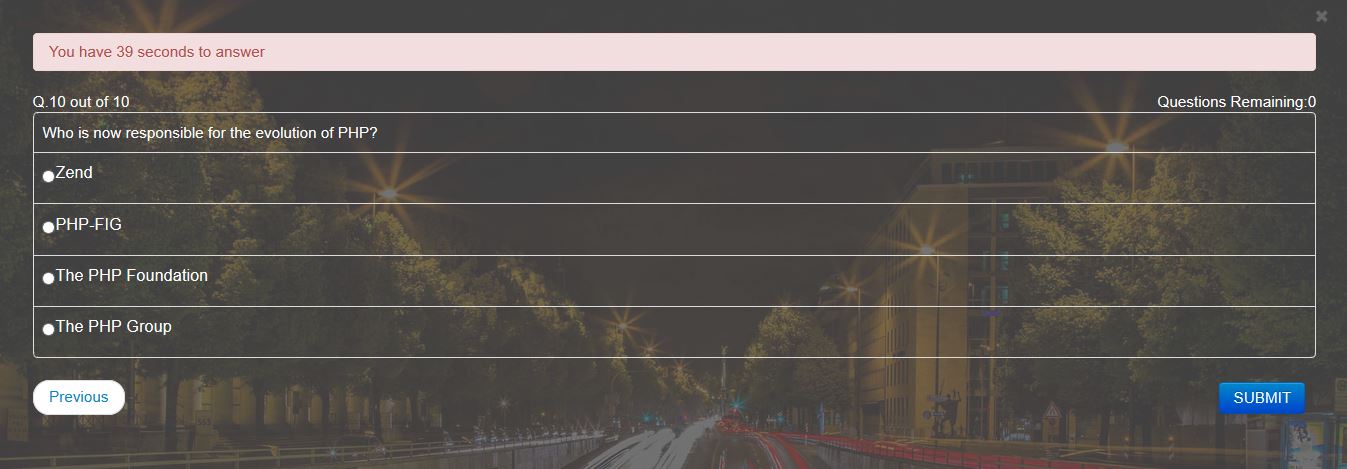 You have 39 seconds to answer
Q.10 out of 10
Questions Remaining:0
Who is now responsible for the evolution of PHP?
Zend
PHP-FIG
The PHP Foundation
The PHP Group
Previous
SUBMIT